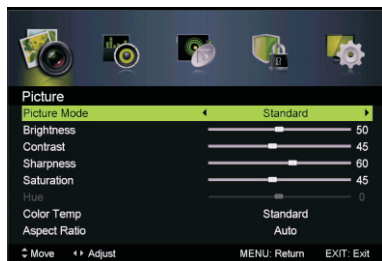 Picture
Picture Mode Standard
Brightness 50
Contrast 45
Sharpness 60
Saturation 45
Hue 0
Color Temp Standard
Aspect Ratio Auto
Move Adjust MENU: Return EXIT: Exit